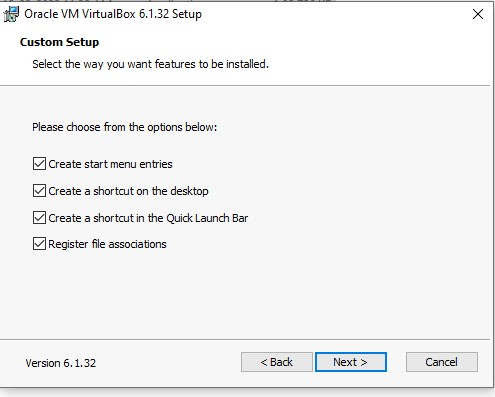 Oracle VM VirtualBox 6.1.32 Setup
Custom Setup
Select the way you want features to be installed.
Please choose from the options below:
Create start menu entries
Create a shortcut on the desktop
Create a shortcut in the Quick Launch Bar
Register file associations
Version 6.1.32
< Back
Next >
Cancel